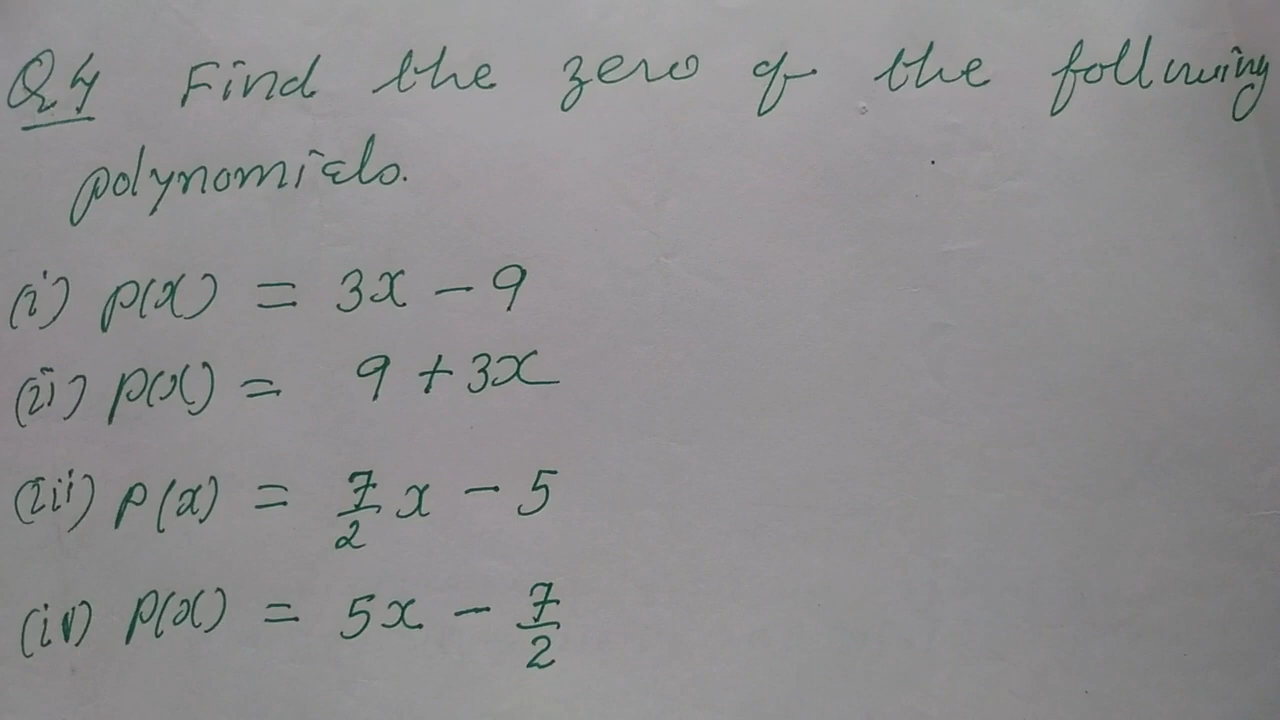 Q4 Find the zero of the following
polynomials.
(i) p(x) = 3x - 9
(ii) p(x) = 9 + 3x
(iii) p(x) = 7/2 x - 5
(iv) p(x) = 5x - 7/2